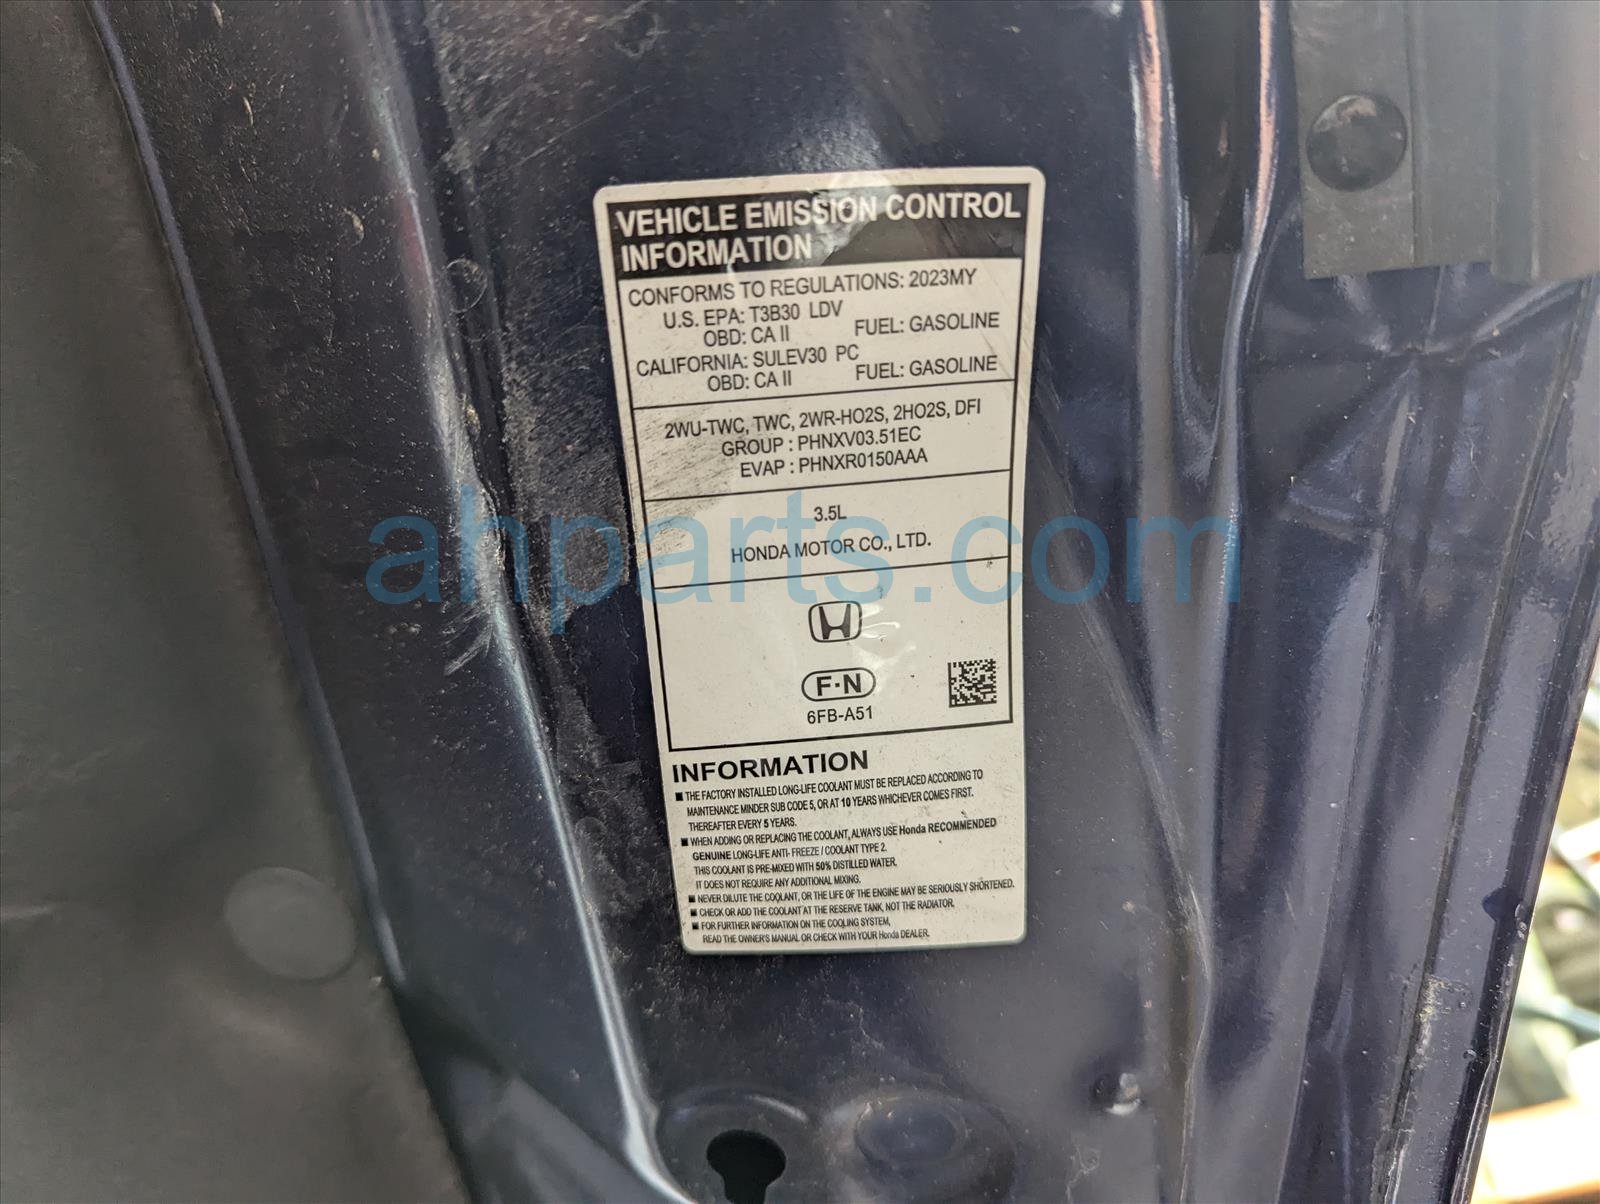 VEHICLE EMISSION CONTROL
INFORMATION
CONFORMS TO REGULATIONS: 2023MY
U.S. EPA: T3B30 LDV
OBD: CA II FUEL: GASOLINE
CALIFORNIA: SULEV30 PC
OBD: CA II FUEL: GASOLINE
2WU-TWC, TWC, 2WR-HO2S, 2HO2S, DFI
GROUP : PHNXV03.51EC
EVAP : PHNXR0150AAA
3.5L
HONDA MOTOR CO., LTD.
ahparts.com
F·N
6FB-A51
INFORMATION
■ THE FACTORY INSTALLED LONG-LIFE COOLANT MUST BE REPLACED ACCORDING TO
MAINTENANCE MINDER SUB CODE 5, OR AT 10 YEARS WHICHEVER COMES FIRST.
THEREAFTER EVERY 5 YEARS.
■ WHEN ADDING OR REPLACING THE COOLANT, ALWAYS USE Honda RECOMMENDED
GENUINE LONG-LIFE ANTI-FREEZE / COOLANT TYPE 2.
THIS COOLANT IS PRE-MIXED WITH 50% DISTILLED WATER.
IT DOES NOT REQUIRE ANY ADDITIONAL MIXING.
■ NEVER DILUTE THE COOLANT, OR THE LIFE OF THE ENGINE MAY BE SERIOUSLY SHORTENED.
■ CHECK OR ADD THE COOLANT AT THE RESERVE TANK, NOT THE RADIATOR.
■ FOR FURTHER INFORMATION ON THE COOLING SYSTEM,
READ THE OWNER'S MANUAL OR CHECK WITH YOUR Honda DEALER.